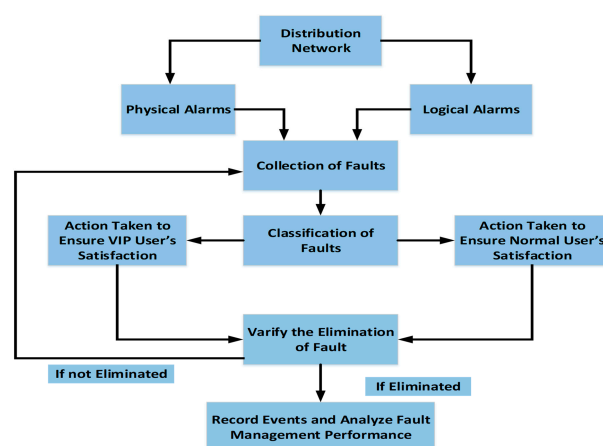 Distribution
Network
Physical Alarms
Logical Alarms
Collection of Faults
Action Taken to
Ensure VIP User's
Satisfaction
Classification of
Faults
Action Taken to
Ensure Normal User's
Satisfaction
Varify the Elimination
of Fault
If not Eliminated
If Eliminated
Record Events and Analyze Fault
Management Performance